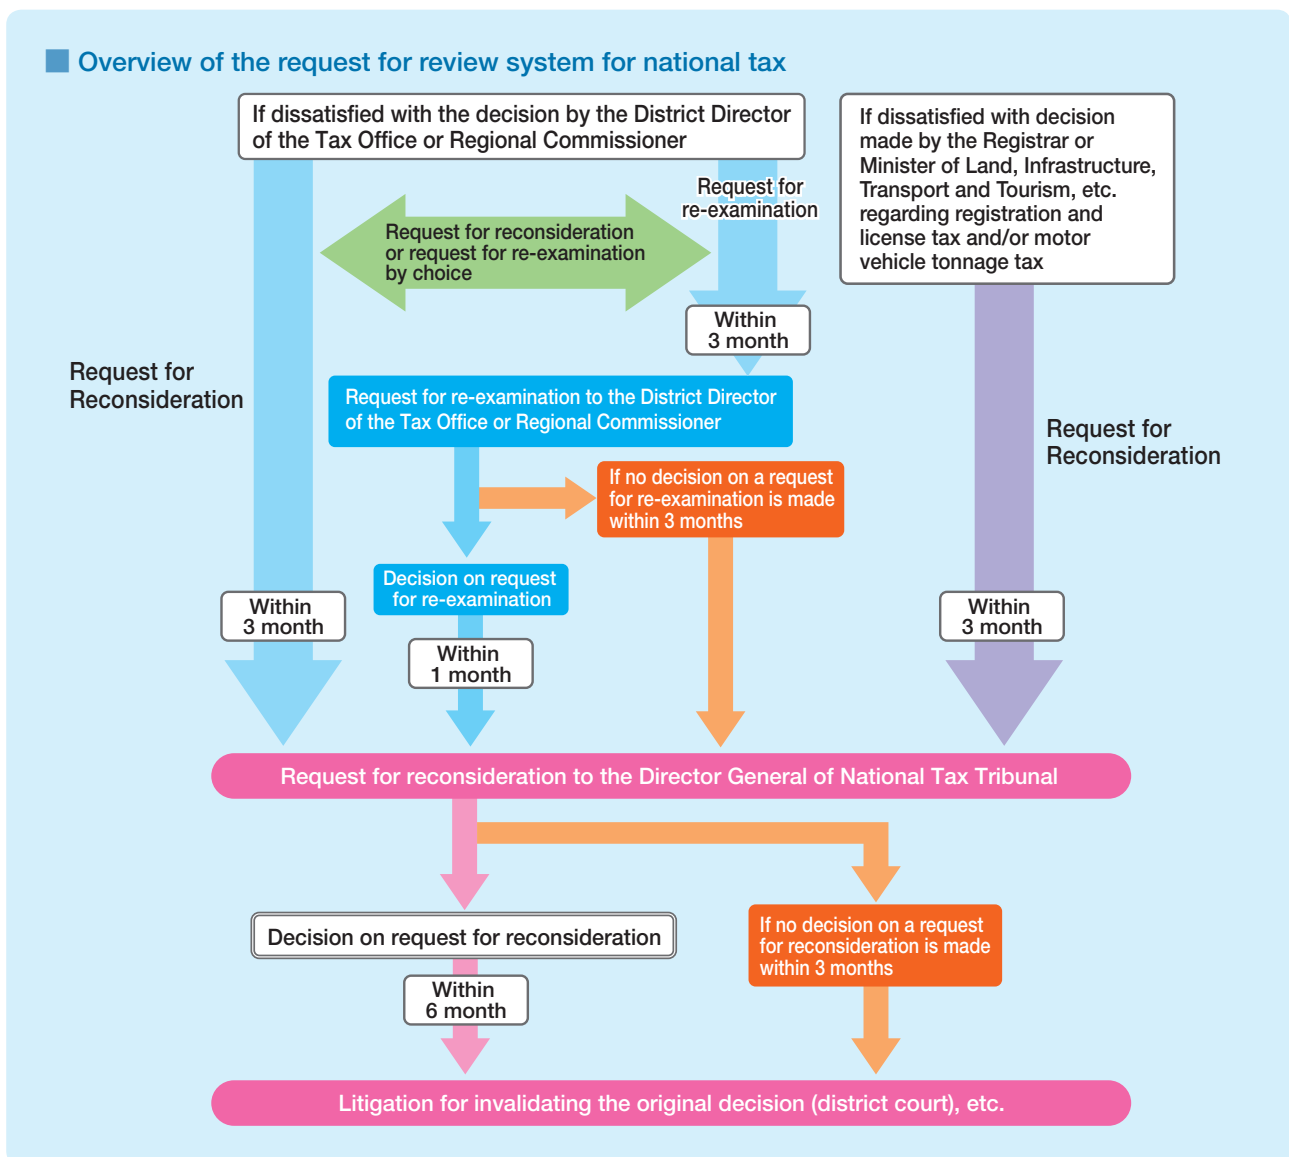 Overview of the request for review system for national tax
If dissatisfied with the decision by the District Director
of the Tax Office or Regional Commissioner
If dissatisfied with decision
made by the Registrar or
Minister of Land, Infrastructure,
Transport and Tourism, etc.
regarding registration and
license tax and/or motor
vehicle tonnage tax
Request for
re-examination
Request for reconsideration
or request for re-examination
by choice
Within
3 month
Request for
Reconsideration
Request for re-examination to the District Director
of the Tax Office or Regional Commissioner
Request for
Reconsideration
If no decision on a request
for re-examination is made
within 3 months
Decision on request
for re-examination
Within
3 month
Within
1 month
Within
3 month
Request for reconsideration to the Director General of National Tax Tribunal
Decision on request for reconsideration
If no decision on a request
for reconsideration is made
within 3 months
Within
6 month
Litigation for invalidating the original decision (district court), etc.